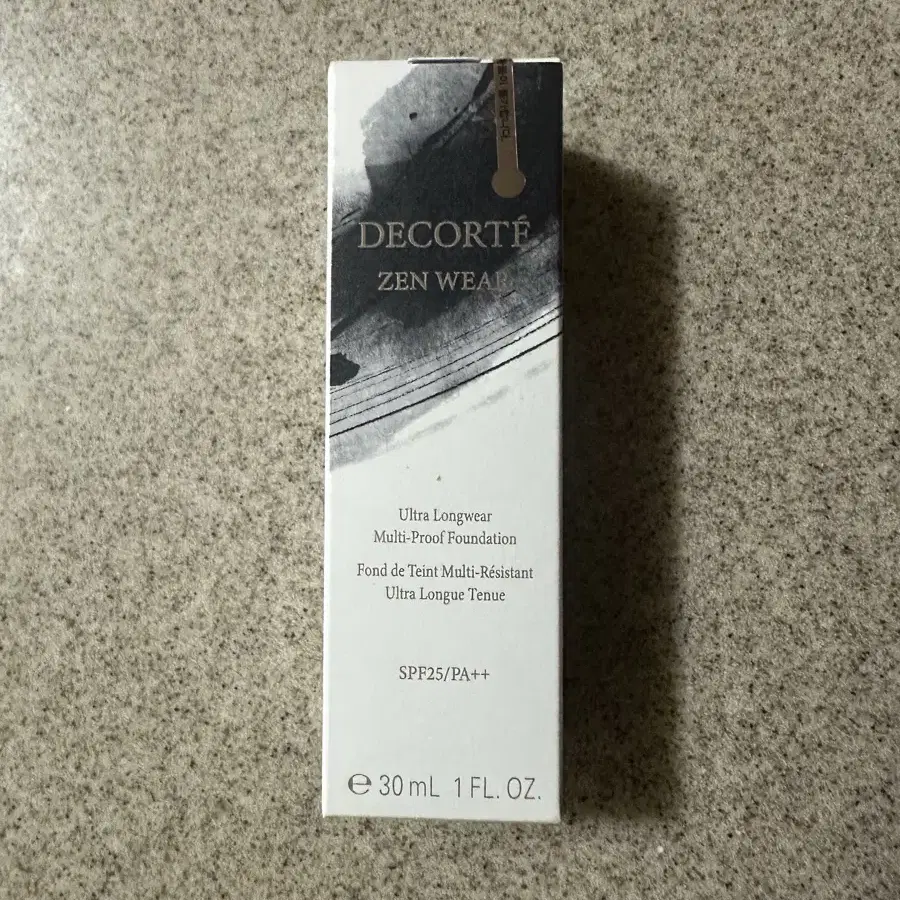 DECORTÉ
ZEN WEAR
Ultra Longwear
Multi-Proof Foundation
Fond de Teint Multi-Résistant
Ultra Longue Tenue
SPF25/PA++
℮ 30 mL 1 FL. OZ.